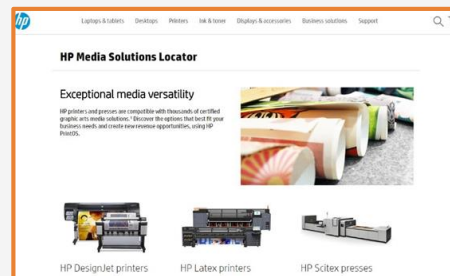 hp
Laptops & tablets Desktops Printers Ink & toner Displays & accessories Business solutions Support
HP Media Solutions Locator
Exceptional media versatility
HP printers and presses are compatible with thousands of certified
graphic arts media solutions.¹ Discover the options that best fit your
business needs and create new revenue opportunities, using HP
PrintOS.
HP DesignJet printers
HP Latex printers
HP Scitex presses